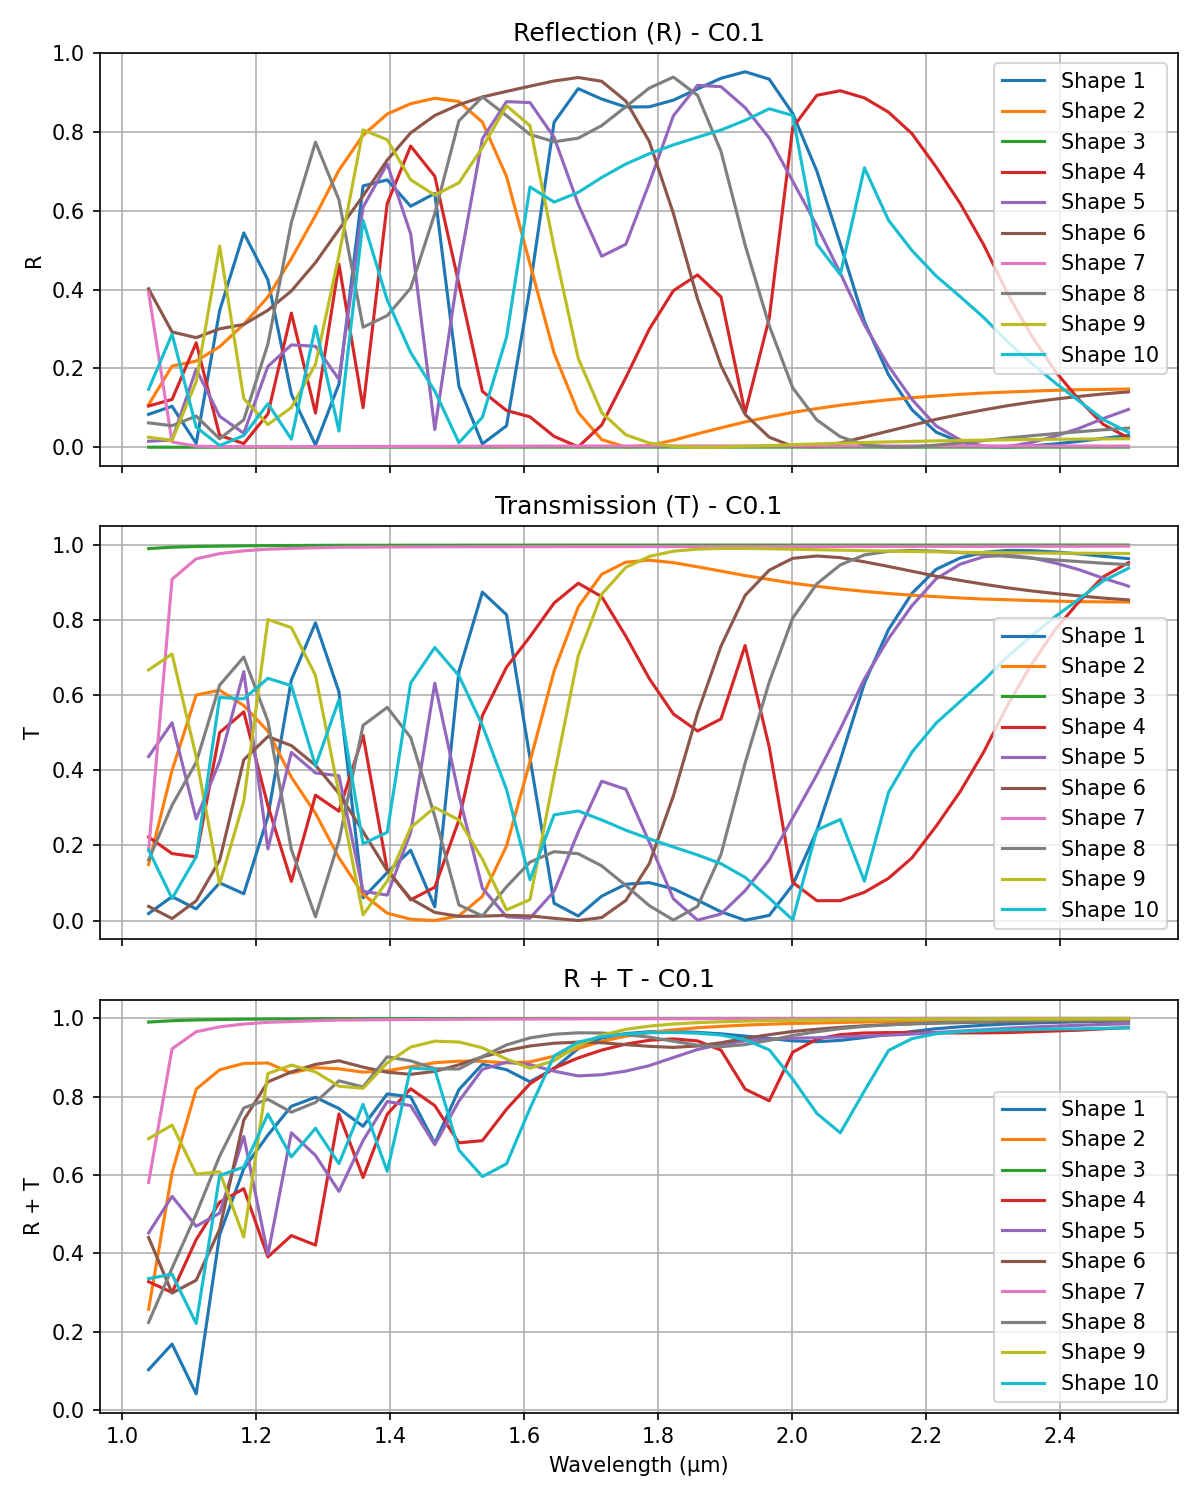 Reflection (R) - C0.1
1.0
0.8
0.6
0.4
0.2
0.0
R
Shape 1
Shape 2
Shape 3
Shape 4
Shape 5
Shape 6
Shape 7
Shape 8
Shape 9
Shape 10
Transmission (T) - C0.1
1.0
0.8
0.6
0.4
0.2
0.0
T
Shape 1
Shape 2
Shape 3
Shape 4
Shape 5
Shape 6
Shape 7
Shape 8
Shape 9
Shape 10
R + T - C0.1
1.0
0.8
0.6
0.4
0.2
0.0
R + T
Shape 1
Shape 2
Shape 3
Shape 4
Shape 5
Shape 6
Shape 7
Shape 8
Shape 9
Shape 10
1.0 1.2 1.4 1.6 1.8 2.0 2.2 2.4
Wavelength (μm)